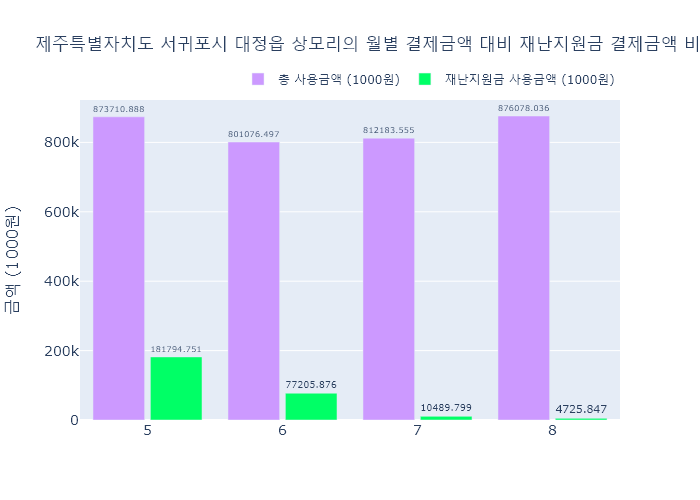 제주특별자치도 서귀포시 대정읍 상모리의 월별 결제금액 대비 재난지원금 결제금액 비
총 사용금액 (1000원) 재난지원금 사용금액 (1000원)
금액 (1000원)
800k
600k
400k
200k
0
873710.888
181794.751
801076.497
77205.876
812183.555
10489.799
876078.036
4725.847
5 6 7 8